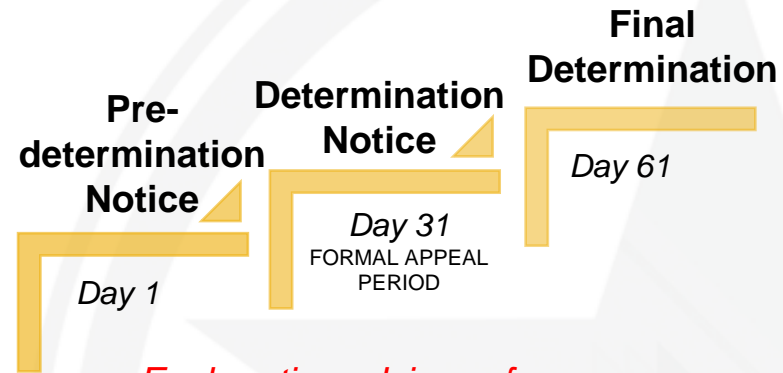 Pre-
determination
Notice
Day 1
Determination
Notice
Day 31
FORMAL APPEAL
PERIOD
Final
Determination
Day 61